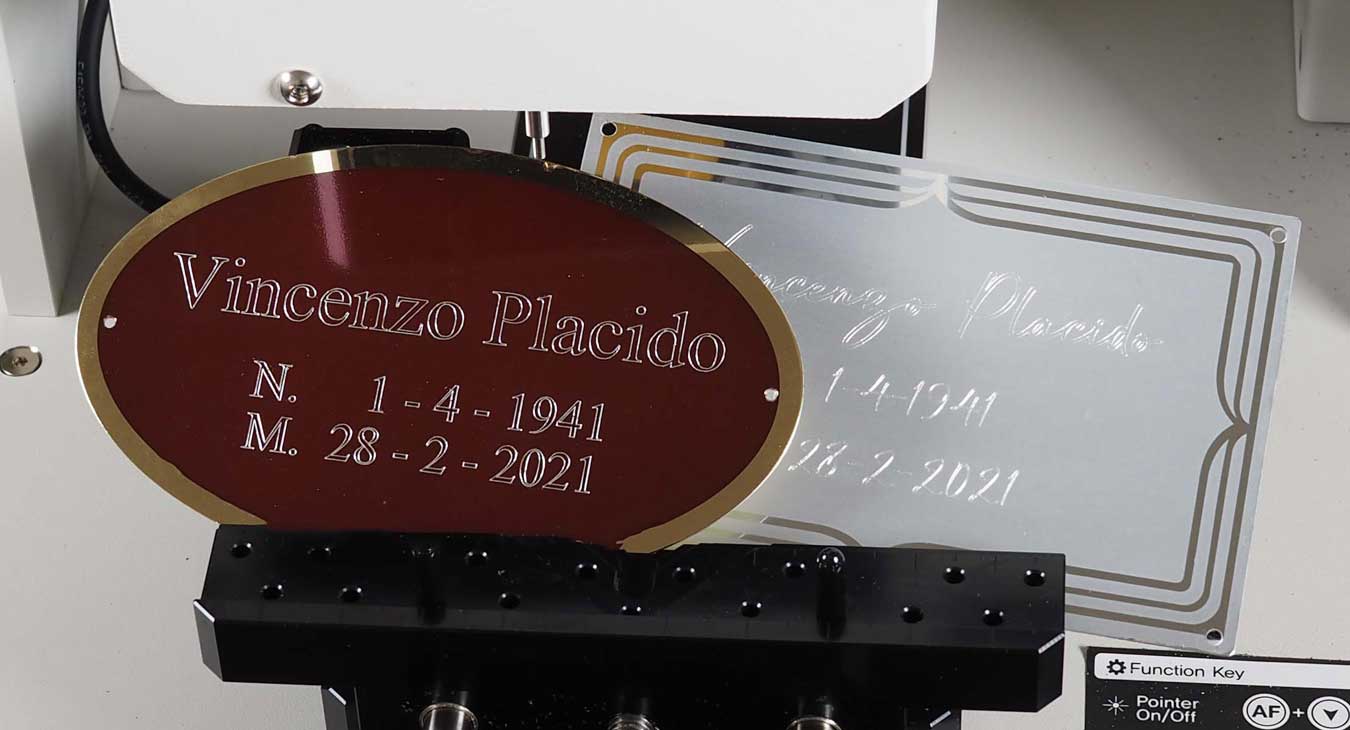 Vincenzo Placido
N. 1 - 4 - 1941
M. 28 - 2 - 2021
Vincenzo Placido
1-4-1941
28-2-2021
Function Key
Pointer
On/Off
AF +